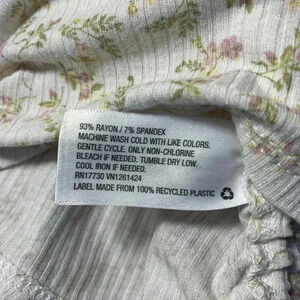 93% RAYON / 7% SPANDEX
MACHINE WASH COLD WITH LIKE COLORS.
GENTLE CYCLE. ONLY NON-CHLORINE
BLEACH IF NEEDED. TUMBLE DRY LOW.
COOL IRON IF NEEDED.
RN17730 VN1261424
LABEL MADE FROM 100% RECYCLED PLASTIC